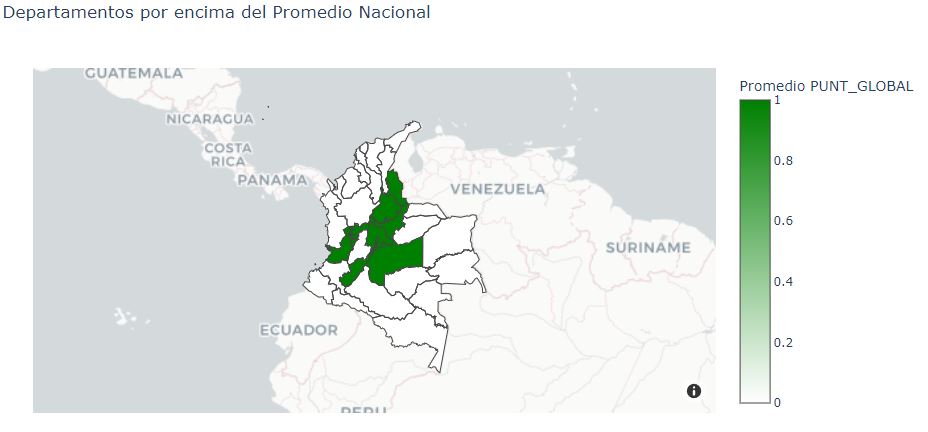 Departamentos por encima del Promedio Nacional
Promedio PUNT_GLOBAL
1
0.8
0.6
0.4
0.2
0
GUATEMALA
NICARAGUA
COSTA
RICA
PANAMA
VENEZUELA
SURINAME
ECUADOR
PERU
i